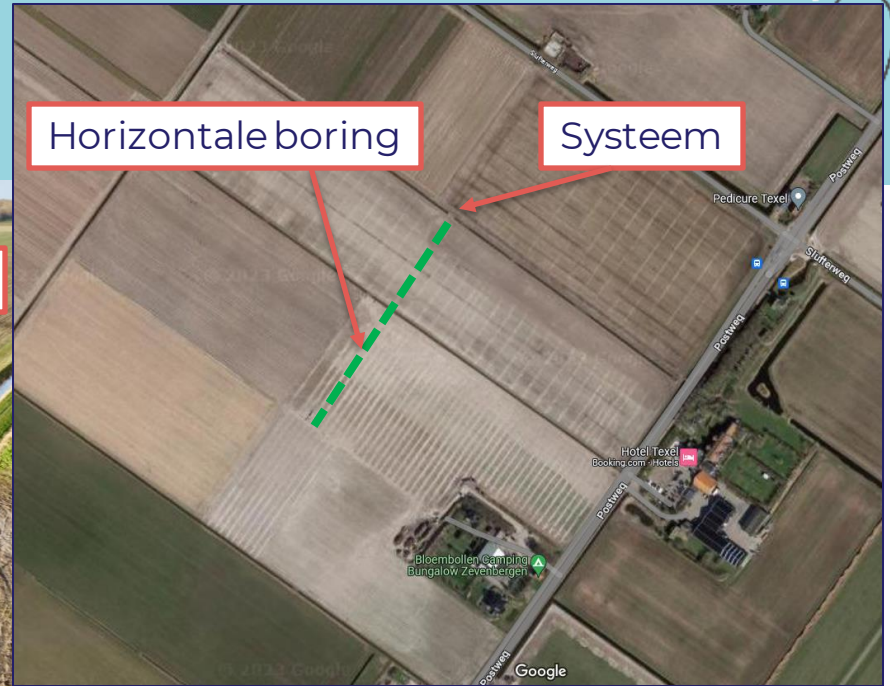 Slufterweg
Horizontale boring
Systeem
Postweg
Pedicure Texel
Slufterweg
Postweg
Hotel Texel
Booking.com - Hotels
Postweg
Bloembollen Camping
Bungalow Zevenbergen
Postweg
Google